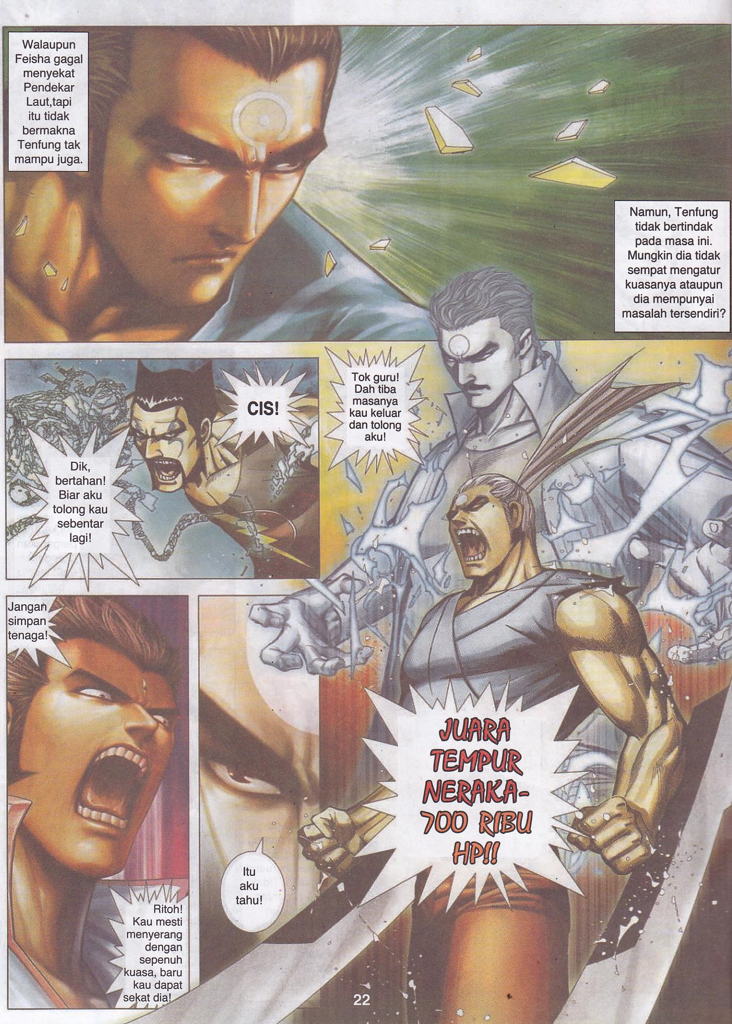 Walaupun
Feisha gagal
menyekat
Pendekar
Laut,tapi
itu tidak
bermakna
Tenfung tak
mampu juga.
Namun, Tenfung
tidak bertindak
pada masa ini.
Mungkin dia tidak
sempat mengatur
kuasanya ataupun
dia mempunyai
masalah tersendiri?
CIS!
Dik,
bertahan!
Biar aku
tolong kau
sebentar
lagi!
Tok guru!
Dah tiba
masanya
kau keluar
dan tolong
aku!
Jangan
simpan
tenaga!
Ritoh!
Kau mesti
menyerang
dengan
sepenuh
kuasa, baru
kau dapat
sekat dia!
Itu
aku
tahu!
JUARA
TEMPUR
NERAKA-
700 RIBU
HP!!
22